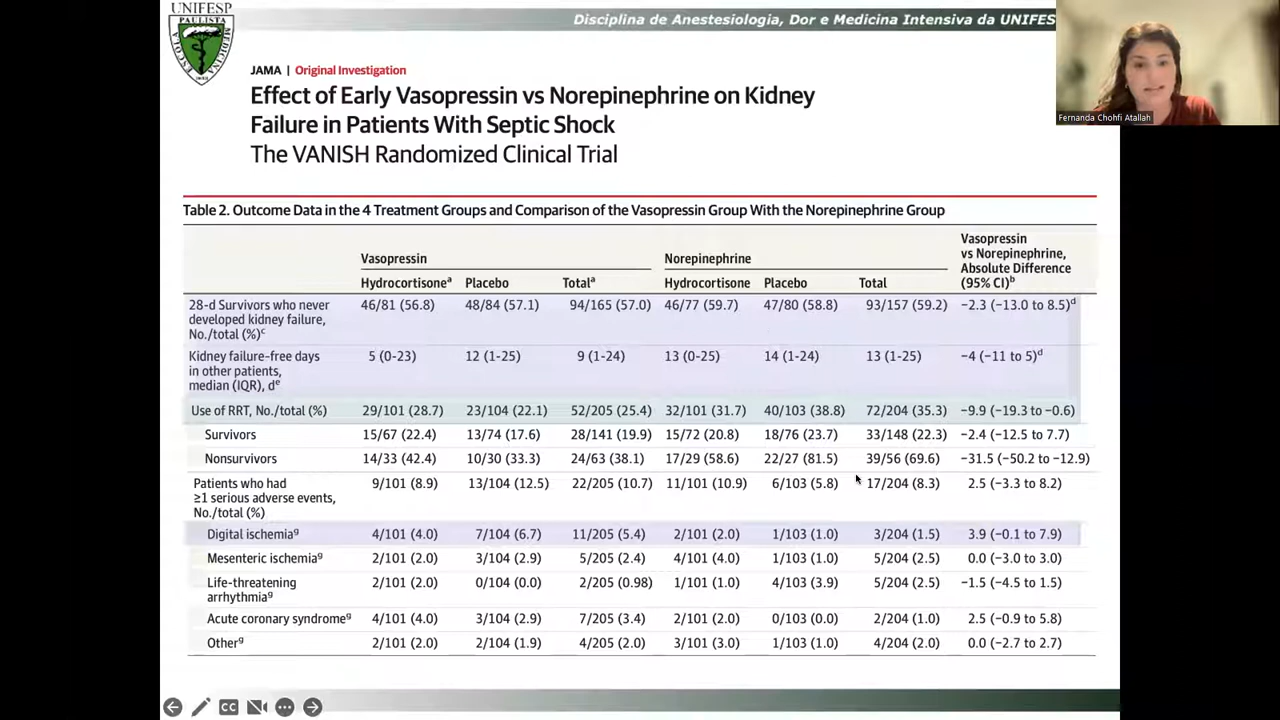 UNIFESP
PAULISTA
ESCOLA
MEDICINA
1933
Disciplina de Anestesiologia, Dor e Medicina Intensiva da UNIFES
Fernanda Chohfi Atallah
JAMA | Original Investigation
Effect of Early Vasopressin vs Norepinephrine on Kidney
Failure in Patients With Septic Shock
The VANISH Randomized Clinical Trial
Table 2. Outcome Data in the 4 Treatment Groups and Comparison of the Vasopressin Group With the Norepinephrine Group
Vasopressin Norepinephrine Vasopressin
vs Norepinephrine,
Absolute Difference
(95% CI)b
Hydrocortisonea Placebo Totala Hydrocortisone Placebo Total
28-d Survivors who never 46/81 (56.8) 48/84 (57.1) 94/165 (57.0) 46/77 (59.7) 47/80 (58.8) 93/157 (59.2) −2.3 (−13.0 to 8.5)d
developed kidney failure,
No./total (%)c
Kidney failure-free days 5 (0-23) 12 (1-25) 9 (1-24) 13 (0-25) 14 (1-24) 13 (1-25) −4 (−11 to 5)d
in other patients,
median (IQR), de
Use of RRT, No./total (%) 29/101 (28.7) 23/104 (22.1) 52/205 (25.4) 32/101 (31.7) 40/103 (38.8) 72/204 (35.3) −9.9 (−19.3 to −0.6)
Survivors 15/67 (22.4) 13/74 (17.6) 28/141 (19.9) 15/72 (20.8) 18/76 (23.7) 33/148 (22.3) −2.4 (−12.5 to 7.7)
Nonsurvivors 14/33 (42.4) 10/30 (33.3) 24/63 (38.1) 17/29 (58.6) 22/27 (81.5) 39/56 (69.6) −31.5 (−50.2 to −12.9)
Patients who had 9/101 (8.9) 13/104 (12.5) 22/205 (10.7) 11/101 (10.9) 6/103 (5.8) 17/204 (8.3) 2.5 (−3.3 to 8.2)
≥1 serious adverse events,
No./total (%)
Digital ischemiag 4/101 (4.0) 7/104 (6.7) 11/205 (5.4) 2/101 (2.0) 1/103 (1.0) 3/204 (1.5) 3.9 (−0.1 to 7.9)
Mesenteric ischemiag 2/101 (2.0) 3/104 (2.9) 5/205 (2.4) 4/101 (4.0) 1/103 (1.0) 5/204 (2.5) 0.0 (−3.0 to 3.0)
Life-threatening 2/101 (2.0) 0/104 (0.0) 2/205 (0.98) 1/101 (1.0) 4/103 (3.9) 5/204 (2.5) −1.5 (−4.5 to 1.5)
arrhythmiag
Acute coronary syndromeg 4/101 (4.0) 3/104 (2.9) 7/205 (3.4) 2/101 (2.0) 0/103 (0.0) 2/204 (1.0) 2.5 (−0.9 to 5.8)
Otherg 2/101 (2.0) 2/104 (1.9) 4/205 (2.0) 3/101 (3.0) 1/103 (1.0) 4/204 (2.0) 0.0 (−2.7 to 2.7)
CC